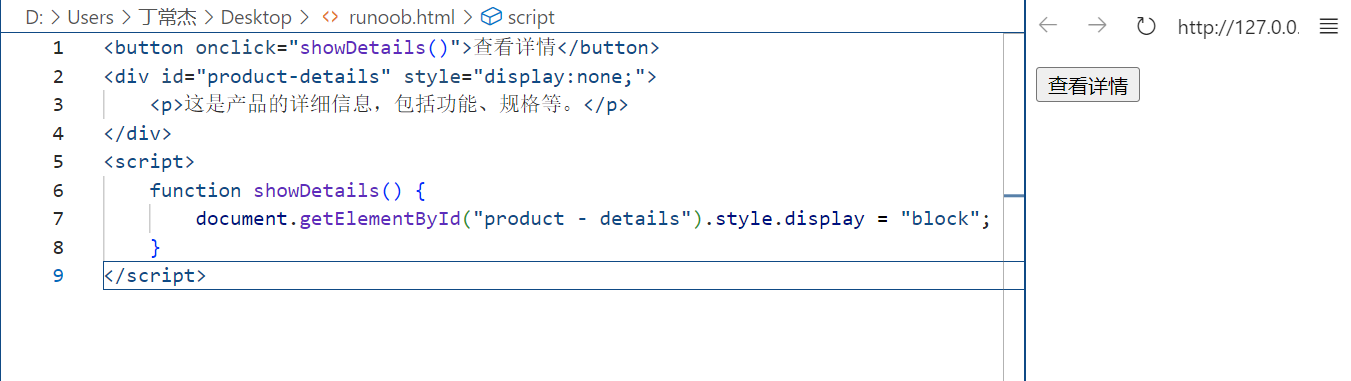 D: > Users > 丁常杰 > Desktop > <> runoob.html > script
1 <button onclick="showDetails()">查看详情</button>
2 <div id="product-details" style="display:none;">
3     <p>这是产品的详细信息，包括功能、规格等。</p>
4 </div>
5 <script>
6     function showDetails() {
7         document.getElementById("product - details").style.display = "block";
8     }
9 </script>
http://127.0.0.
查看详情